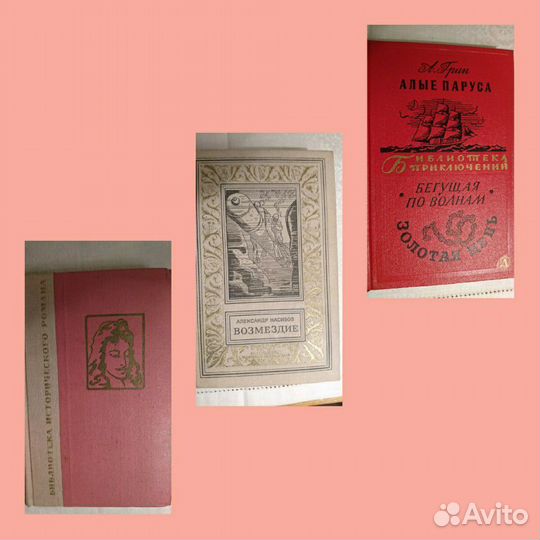 А. Грин
АЛЫЕ ПАРУСА
БИБЛИОТЕКА
ПРИКЛЮЧЕНИЙ
БЕГУЩАЯ
ПО ВОЛНАМ
ЗОЛОТАЯ ЦЕПЬ
АЛЕКСАНДР НАСИБОВ
ВОЗМЕЗДИЕ
БИБЛИОТЕКА ИСТОРИЧЕСКОГО РОМАНА
Avito